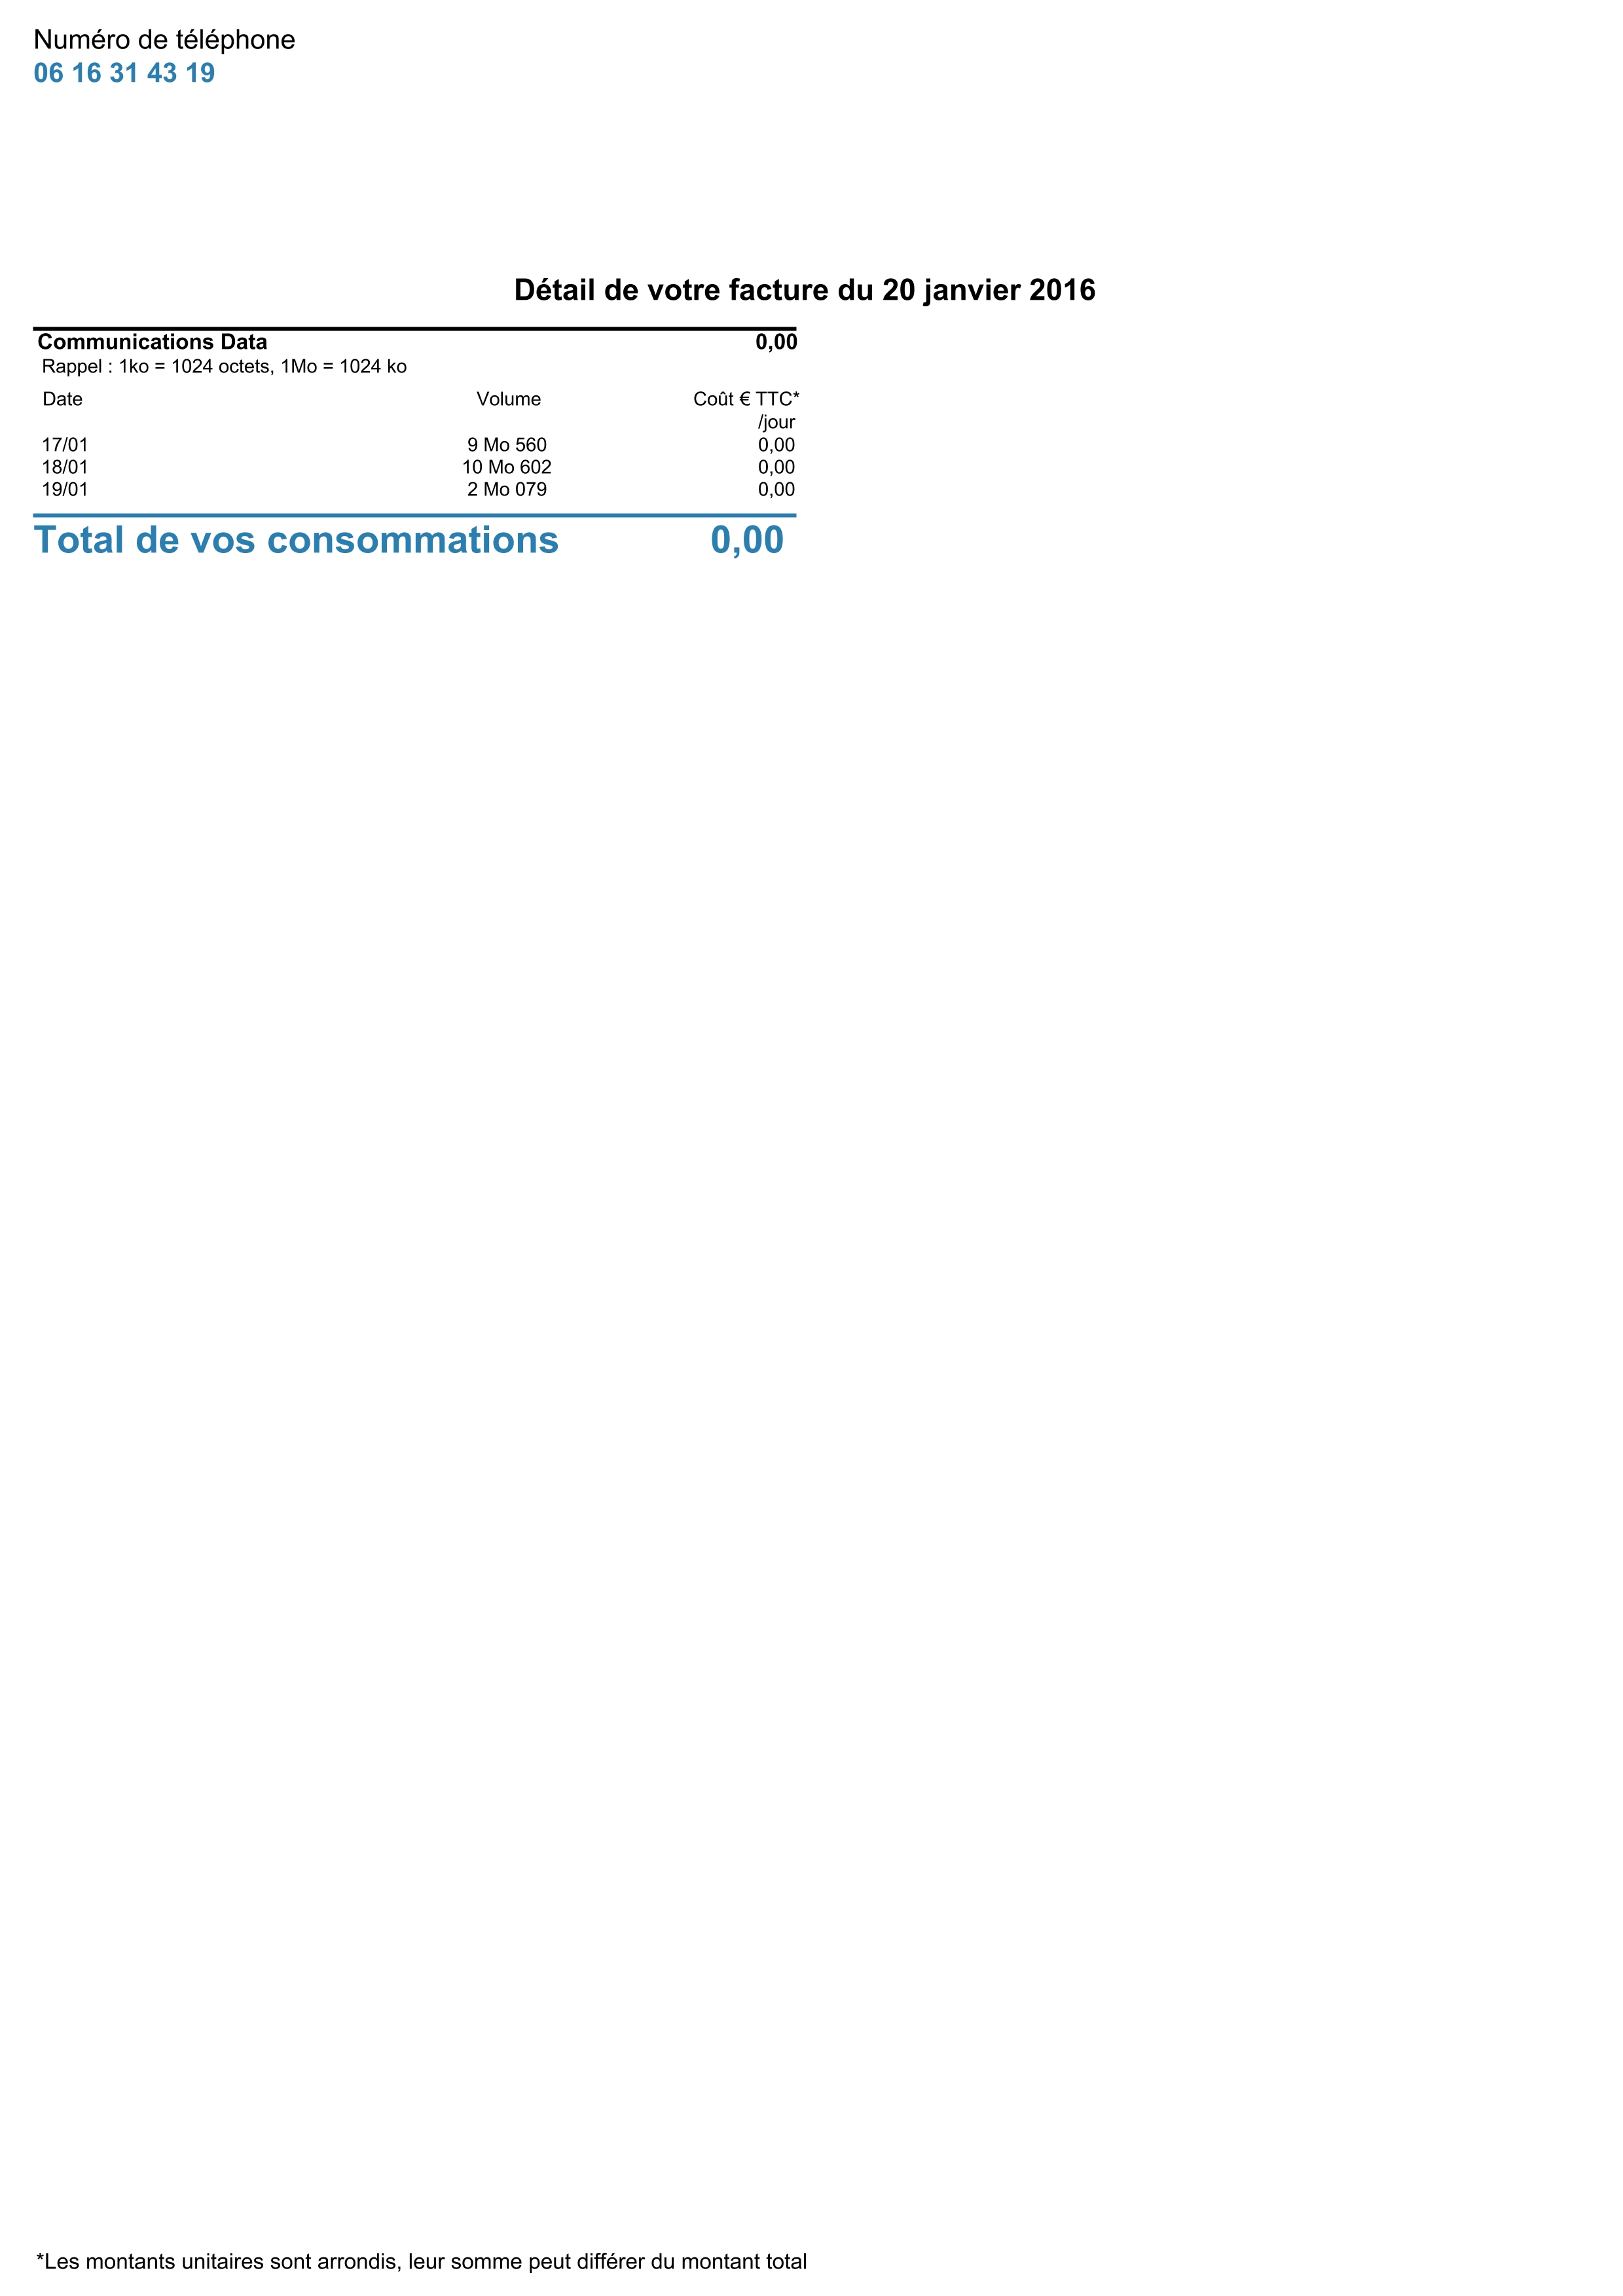 Numéro de téléphone
06 16 31 43 19
Détail de votre facture du 20 janvier 2016
Communications Data 0,00
Rappel : 1ko = 1024 octets, 1Mo = 1024 ko
Date Volume Coût € TTC*
/jour
17/01 9 Mo 560 0,00
18/01 10 Mo 602 0,00
19/01 2 Mo 079 0,00
Total de vos consommations 0,00
*Les montants unitaires sont arrondis, leur somme peut différer du montant total